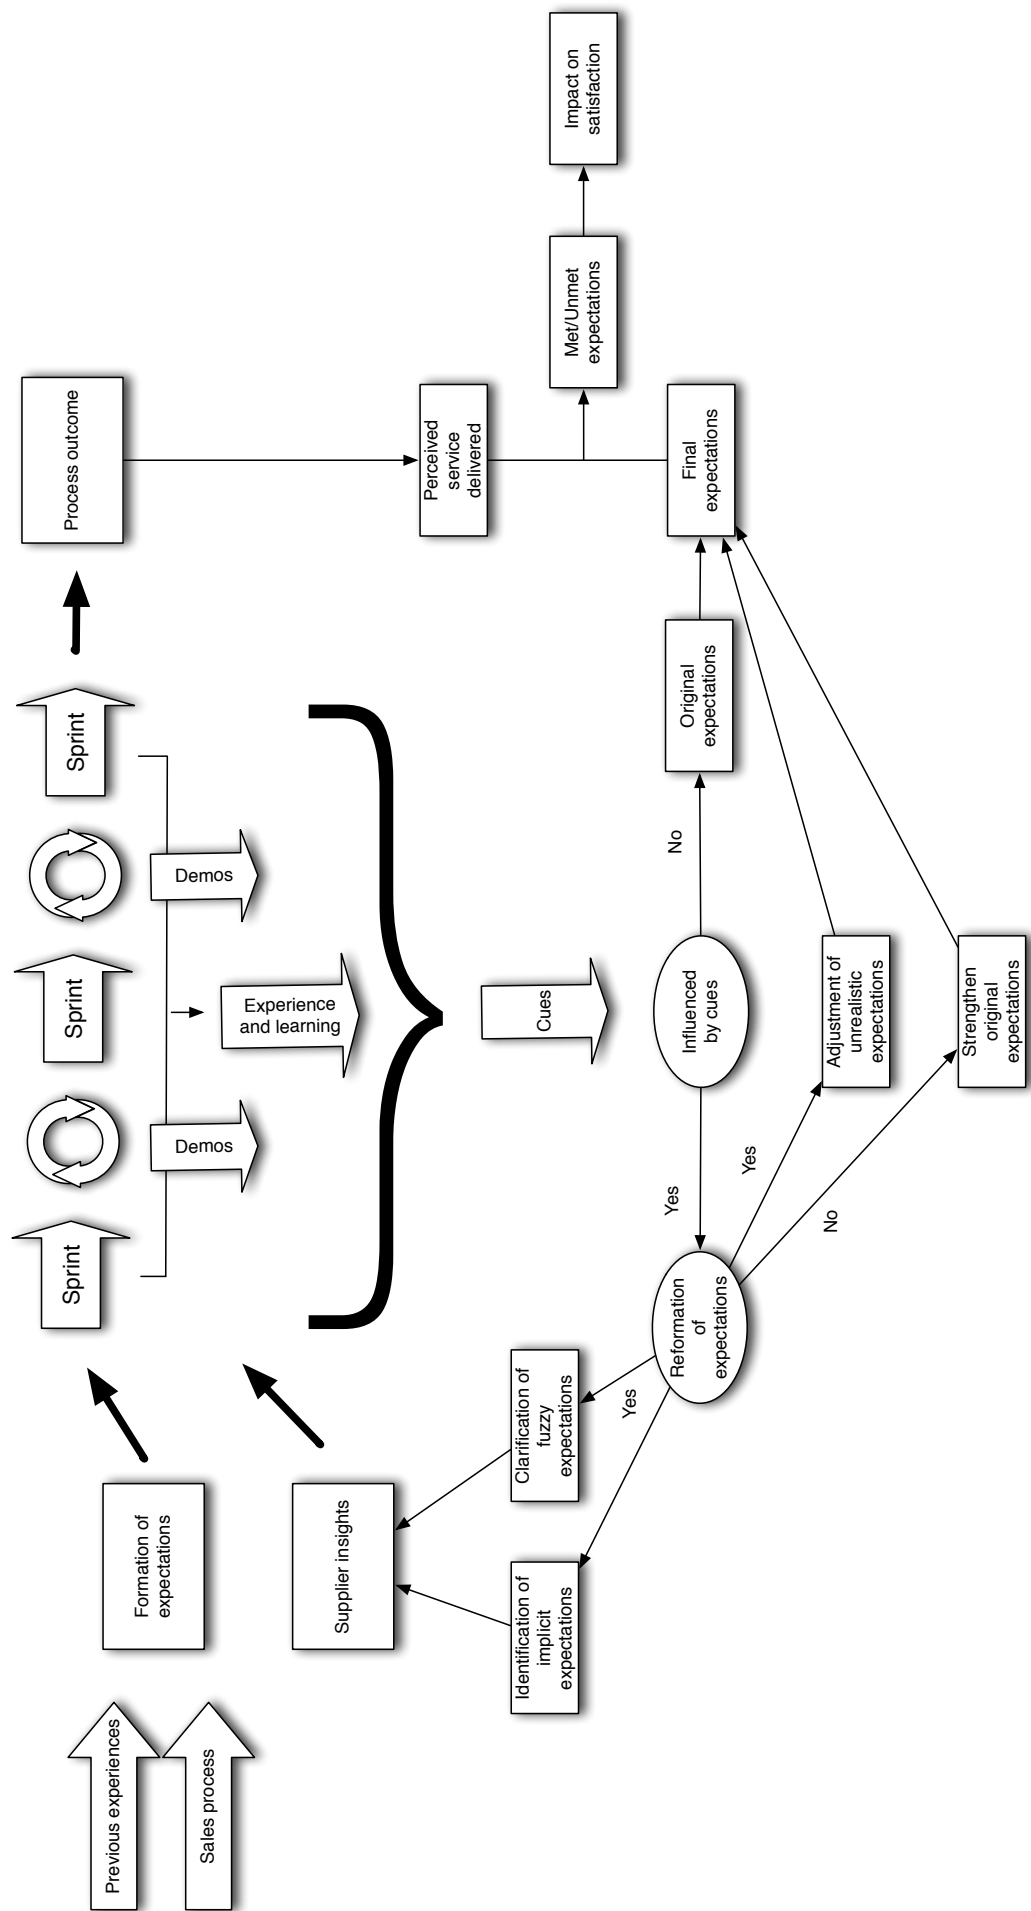 Previous experiences
Sales process
Formation of
expectations
Supplier insights
Sprint
Sprint
Sprint
Demos
Demos
Experience
and learning
Process outcome
Cues
Identification of
implicit
expectations
Clarification of
fuzzy
expectations
Yes
Reformation
of
expectations
Yes
Influenced
by cues
No
Original
expectations
Yes
No
Adjustment of
unrealistic
expectations
Strengthen
original
expectations
Final
expectations
Perceived
service
delivered
Met/Unmet
expectations
Impact on
satisfaction